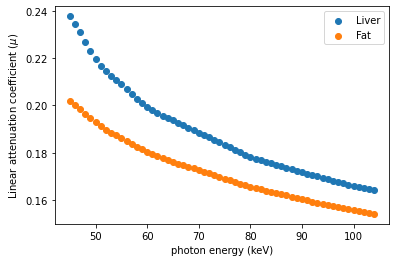 0.24
0.22
0.20
0.18
0.16
Linear attenuation coefficient (μ)
Liver
Fat
50 60 70 80 90 100
photon energy (keV)